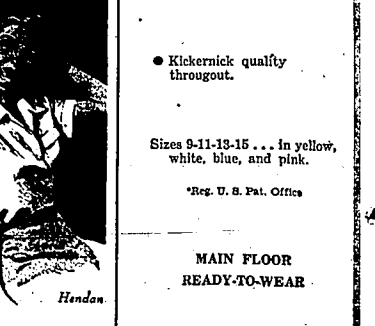 ● Kickernick quality
througout.
Sizes 9-11-13-15 ... in yellow,
white, blue, and pink.
*Reg. U. S. Pat. Office
MAIN FLOOR
READY-TO-WEAR
Hendan